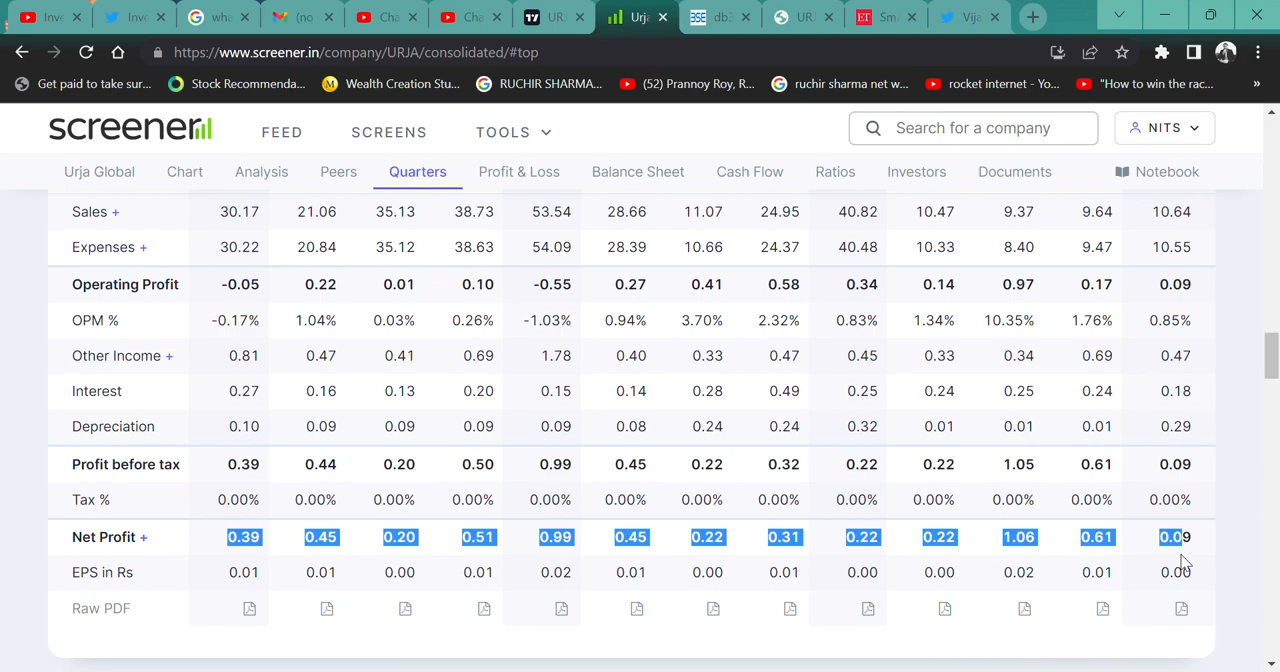 Inve
Inve
wha
(no
Cha
Cha
URJ
Urja
db3
URJ
Sm
Vija
https://www.screener.in/company/URJA/consolidated/#top
Get paid to take sur... Stock Recommenda... Wealth Creation Stu... RUCHIR SHARMA... (52) Prannoy Roy, R... ruchir sharma net w... rocket internet - Yo... "How to win the rac... »
screener
FEED SCREENS TOOLS
Search for a company
NITS
Urja Global Chart Analysis Peers Quarters Profit & Loss Balance Sheet Cash Flow Ratios Investors Documents Notebook
Sales + 30.17 21.06 35.13 38.73 53.54 28.66 11.07 24.95 40.82 10.47 9.37 9.64 10.64
Expenses + 30.22 20.84 35.12 38.63 54.09 28.39 10.66 24.37 40.48 10.33 8.40 9.47 10.55
Operating Profit -0.05 0.22 0.01 0.10 -0.55 0.27 0.41 0.58 0.34 0.14 0.97 0.17 0.09
OPM % -0.17% 1.04% 0.03% 0.26% -1.03% 0.94% 3.70% 2.32% 0.83% 1.34% 10.35% 1.76% 0.85%
Other Income + 0.81 0.47 0.41 0.69 1.78 0.40 0.33 0.47 0.45 0.33 0.34 0.69 0.47
Interest 0.27 0.16 0.13 0.20 0.15 0.14 0.28 0.49 0.25 0.24 0.25 0.24 0.18
Depreciation 0.10 0.09 0.09 0.09 0.09 0.08 0.24 0.24 0.32 0.01 0.01 0.01 0.29
Profit before tax 0.39 0.44 0.20 0.50 0.99 0.45 0.22 0.32 0.22 0.22 1.05 0.61 0.09
Tax % 0.00% 0.00% 0.00% 0.00% 0.00% 0.00% 0.00% 0.00% 0.00% 0.00% 0.00% 0.00% 0.00%
Net Profit + 0.39 0.45 0.20 0.51 0.99 0.45 0.22 0.31 0.22 0.22 1.06 0.61 0.09
EPS in Rs 0.01 0.01 0.00 0.01 0.02 0.01 0.00 0.01 0.00 0.00 0.02 0.01 0.00
Raw PDF